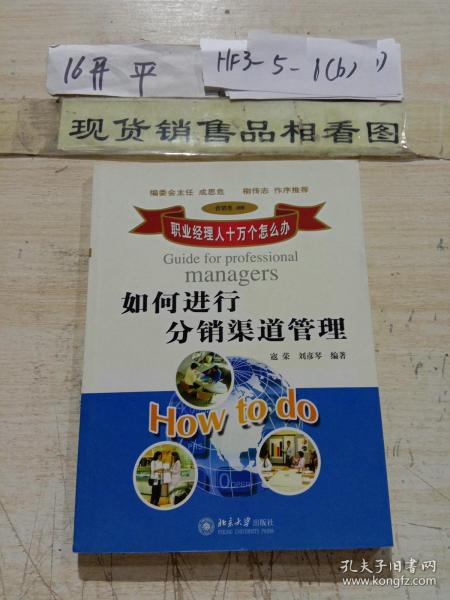 16开 平
HF3-5-1(b)
现货销售品相看图
编委会主任 成思危 柳传志 作序推荐
职业经理人十万个怎么办
Guide for professional
managers
如何进行
分销渠道管理
寇荣 刘彦琴 编著
How to do
北京大学出版社
PEKING UNIVERSITY PRESS
孔夫子旧书网
www.kongfz.com